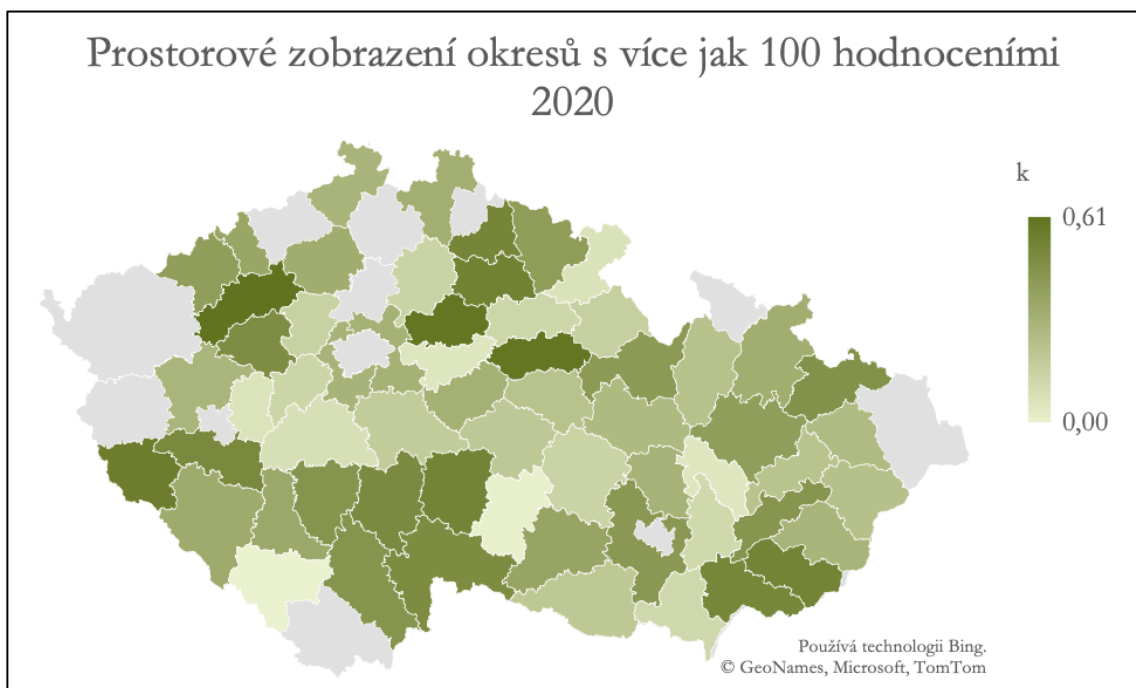 Prostorové zobrazení okresů s více jak 100 hodnoceními
2020
k
0,61
0,00
Používá technologii Bing.
© GeoNames, Microsoft, TomTom